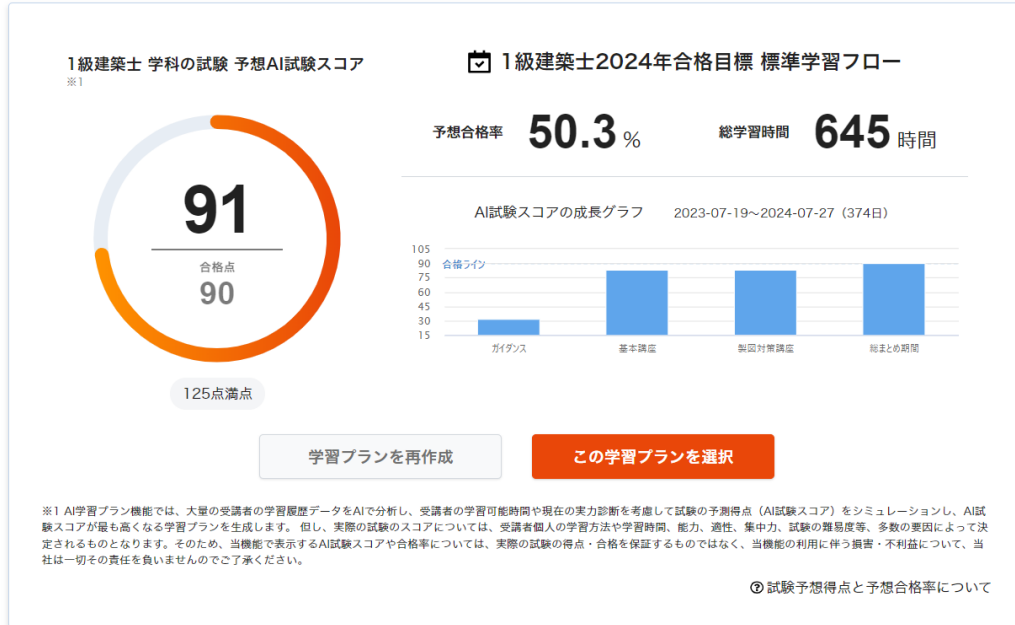 1級建築士 学科の試験 予想AI試験スコア
※1
91
合格点
90
125点満点
1級建築士2024年合格目標 標準学習フロー
予想合格率 50.3 % 総学習時間 645 時間
AI試験スコアの成長グラフ 2023-07-19～2024-07-27（374日）
105
90
75
60
45
30
15
合格ライン
ガイダンス 基本講座 製図対策講座 総まとめ期間
学習プランを再作成 この学習プランを選択
※1 AI学習プラン機能では、大量の受講者の学習履歴データをAIで分析し、受講者の学習可能時間や現在の実力診断を考慮して試験の予測得点（AI試験スコア）をシミュレーションし、AI試
験スコアが最も高くなる学習プランを生成します。 但し、実際の試験のスコアについては、受講者個人の学習方法や学習時間、能力、適性、集中力、試験の難易度等、多数の要因によって決
定されるものとなります。そのため、当機能で表示するAI試験スコアや合格率については、実際の試験の得点・合格を保証するものではなく、当機能の利用に伴う損害・不利益について、当
社は一切その責任を負いませんのでご了承ください。
?試験予想得点と予想合格率について